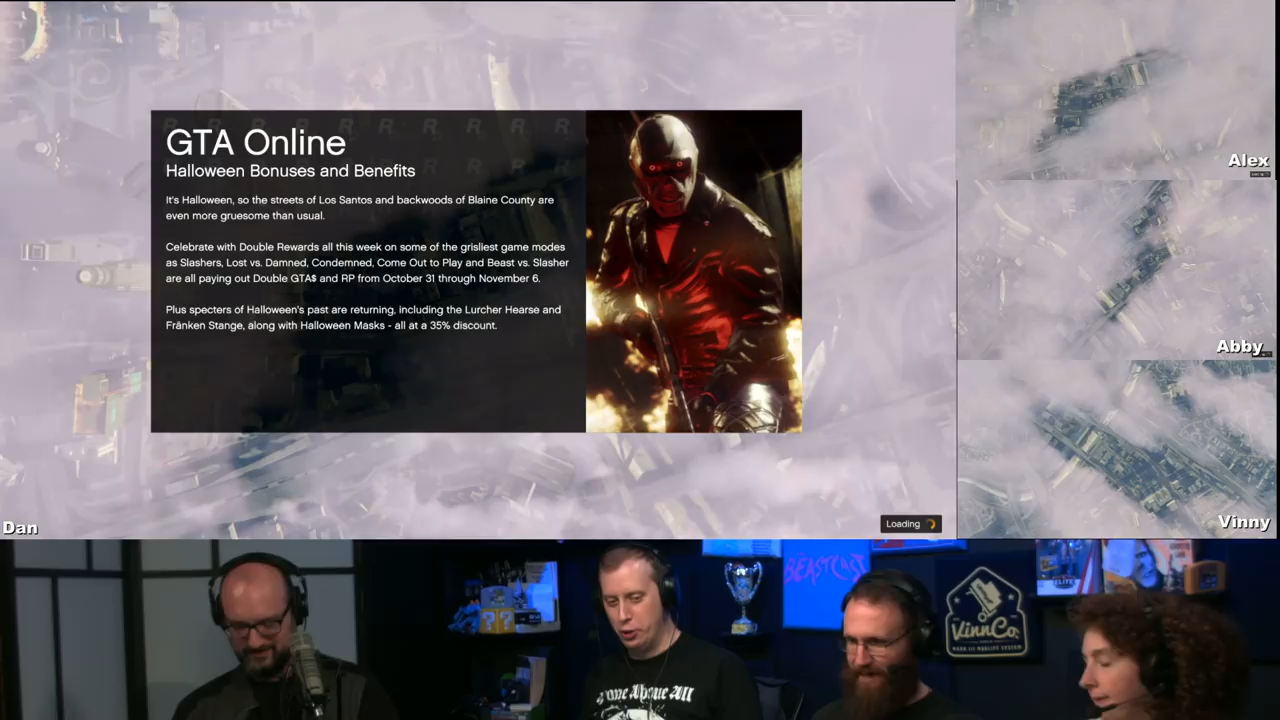 GTA Online
Halloween Bonuses and Benefits
It's Halloween, so the streets of Los Santos and backwoods of Blaine County are
even more gruesome than usual.
Celebrate with Double Rewards all this week on some of the grisliest game modes
as Slashers, Lost vs. Damned, Condemned, Come Out to Play and Beast vs. Slasher
are all paying out Double GTA$ and RP from October 31 through November 6.
Plus specters of Halloween's past are returning, including the Lurcher Hearse and
Fränken Stange, along with Halloween Masks - all at a 35% discount.
Alex
Abby
Vinny
Dan
Loading
BEASTCAST
ELITE
VinnCo.